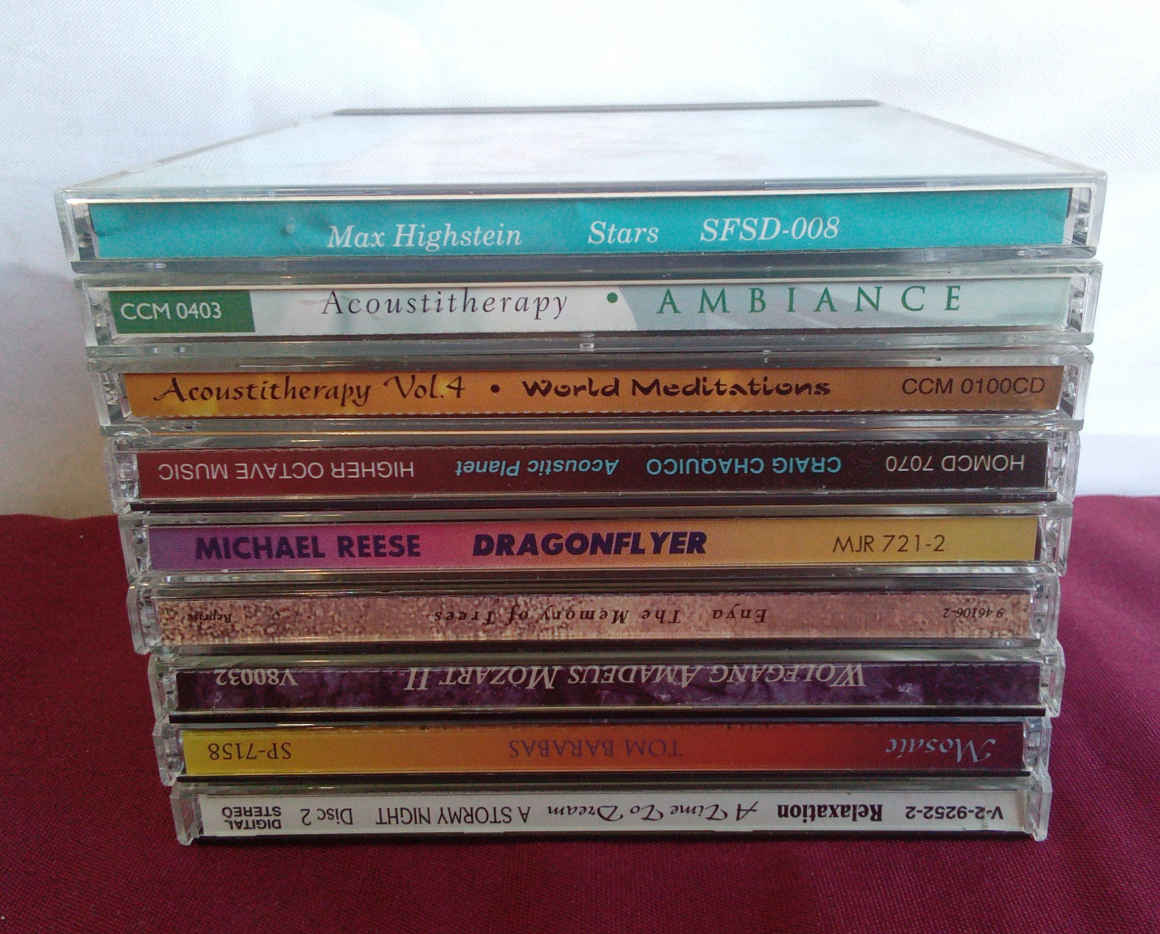 Max Highstein Stars SFSD-008
CCM 0403 Acoustitherapy • AMBIANCE
Acoustitherapy Vol.4 • World Meditations CCM 0100CD
HOMCD 7070 CRAIG CHAQUICO Acoustic Planet HIGHER OCTAVE MUSIC
MICHAEL REESE DRAGONFLYER MJR 721-2
9 46106-2 Enya The Memory of Trees Reprise
WOLFGANG AMADEUS MOZART II V80032
Mosaic TOM BARABAS SP-7158
V-2-9252-2 Relaxation A Time To Dream A STORMY NIGHT Disc 2 DIGITAL STEREO